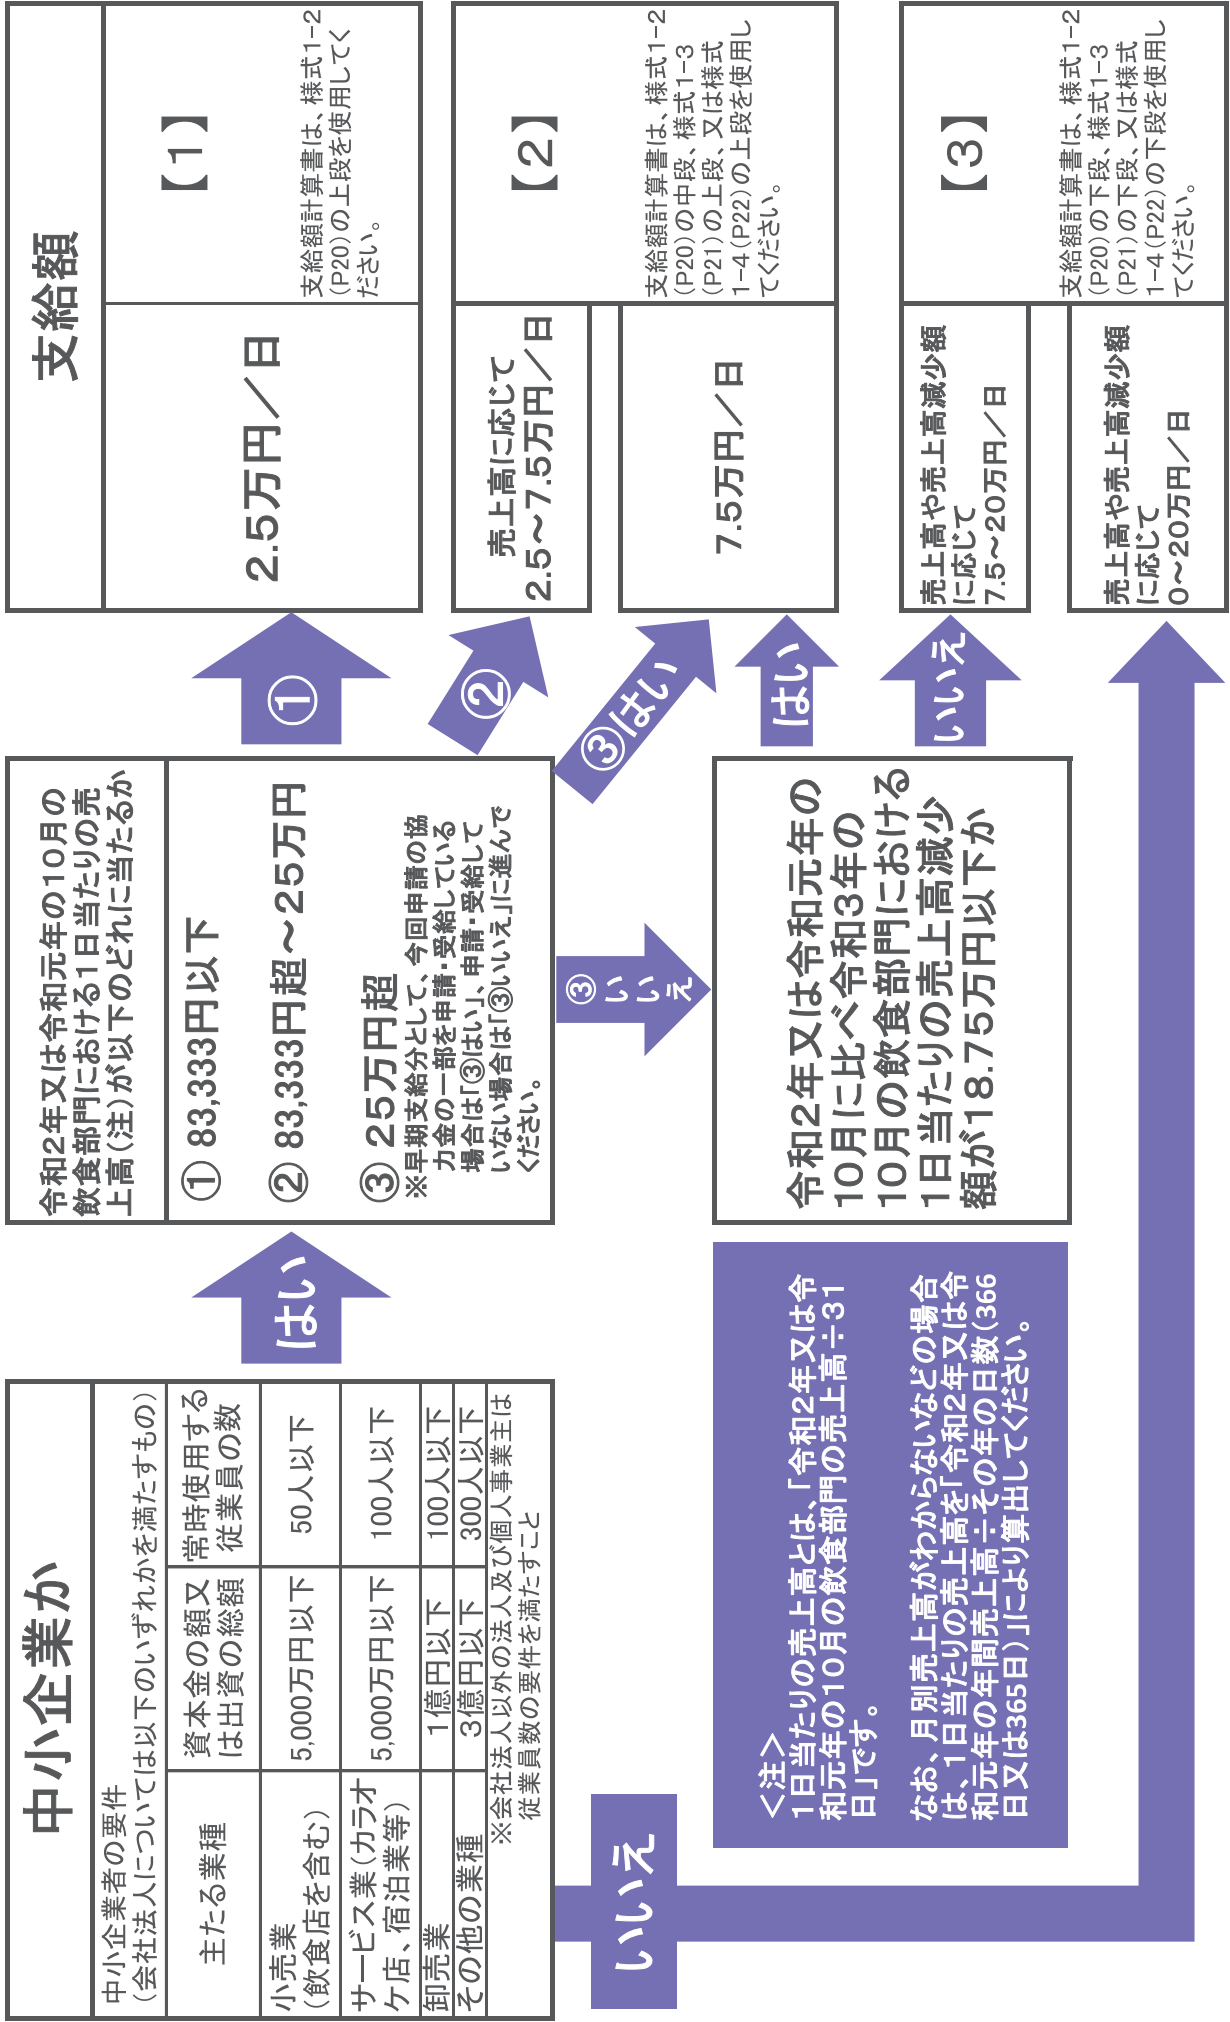 中小企業か
中小企業者の要件
（会社法人については以下のいずれかを満たすもの）
主たる業種
資本金の額又
は出資の総額
常時使用する
従業員の数
小売業
（飲食店を含む）
5,000万円以下
50人以下
サービス業（カラオ
ケ店、宿泊業等）
5,000万円以下
100人以下
卸売業
1億円以下
100人以下
その他の業種
3億円以下
300人以下
※会社法人以外の法人及び個人事業主は
従業員数の要件を満たすこと
はい
いいえ
令和2年又は令和元年の10月の
飲食部門における1日当たりの売
上高（注）が以下のどれに当たるか
① 83,333円以下
② 83,333円超～25万円
③ 25万円超
※早期支給分として、今回申請の協
力金の一部を申請・受給している
場合は「③はい」、申請・受給して
いない場合は「③いいえ」に進んで
ください。
①
②
③はい
③
いいえ
令和2年又は令和元年の
10月に比べ令和3年の
10月の飲食部門における
1日当たりの売上高減少
額が18.75万円以下か
はい
いいえ
＜注＞
1日当たりの売上高とは、「令和2年又は令
和元年の10月の飲食部門の売上高÷31
日」です。
なお、月別売上高がわからないなどの場合
は、1日当たりの売上高を「令和2年又は令
和元年の年間売上高÷その年の日数（366
日又は365日）」により算出してください。
支給額
2.5万円／日
【1】
支給額計算書は、様式1-2
（P20）の上段を使用してく
ださい。
売上高に応じて
2.5～7.5万円／日
7.5万円／日
【2】
支給額計算書は、様式1-2
（P20）の中段、様式1-3
（P21）の上段、又は様式
1-4（P22）の上段を使用し
てください。
売上高や売上高減少額
に応じて
7.5～20万円／日
売上高や売上高減少額
に応じて
0～20万円／日
【3】
支給額計算書は、様式1-2
（P20）の下段、様式1-3
（P21）の下段、又は様式
1-4（P22）の下段を使用し
てください。